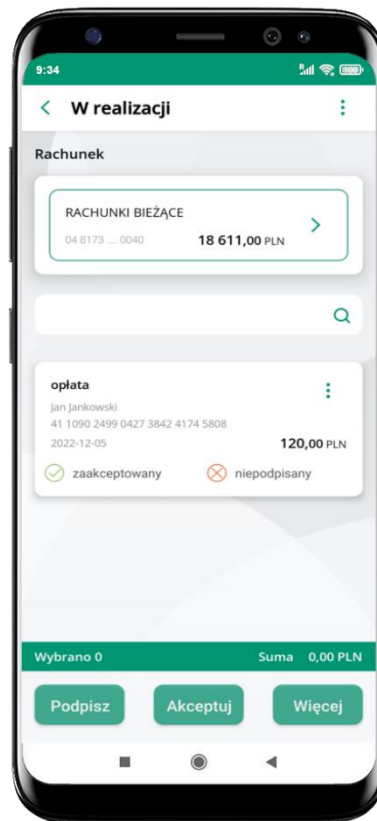 9:34
W realizacji
Rachunek
RACHUNKI BIEŻĄCE
04 8173 .... 0040 18 611,00 PLN
opłata
Jan Jankowski
41 1090 2499 0427 3842 4174 5808
2022-12-05 120,00 PLN
zaakceptowany niepodpisany
Wybrano 0 Suma 0,00 PLN
Podpisz Akceptuj Więcej